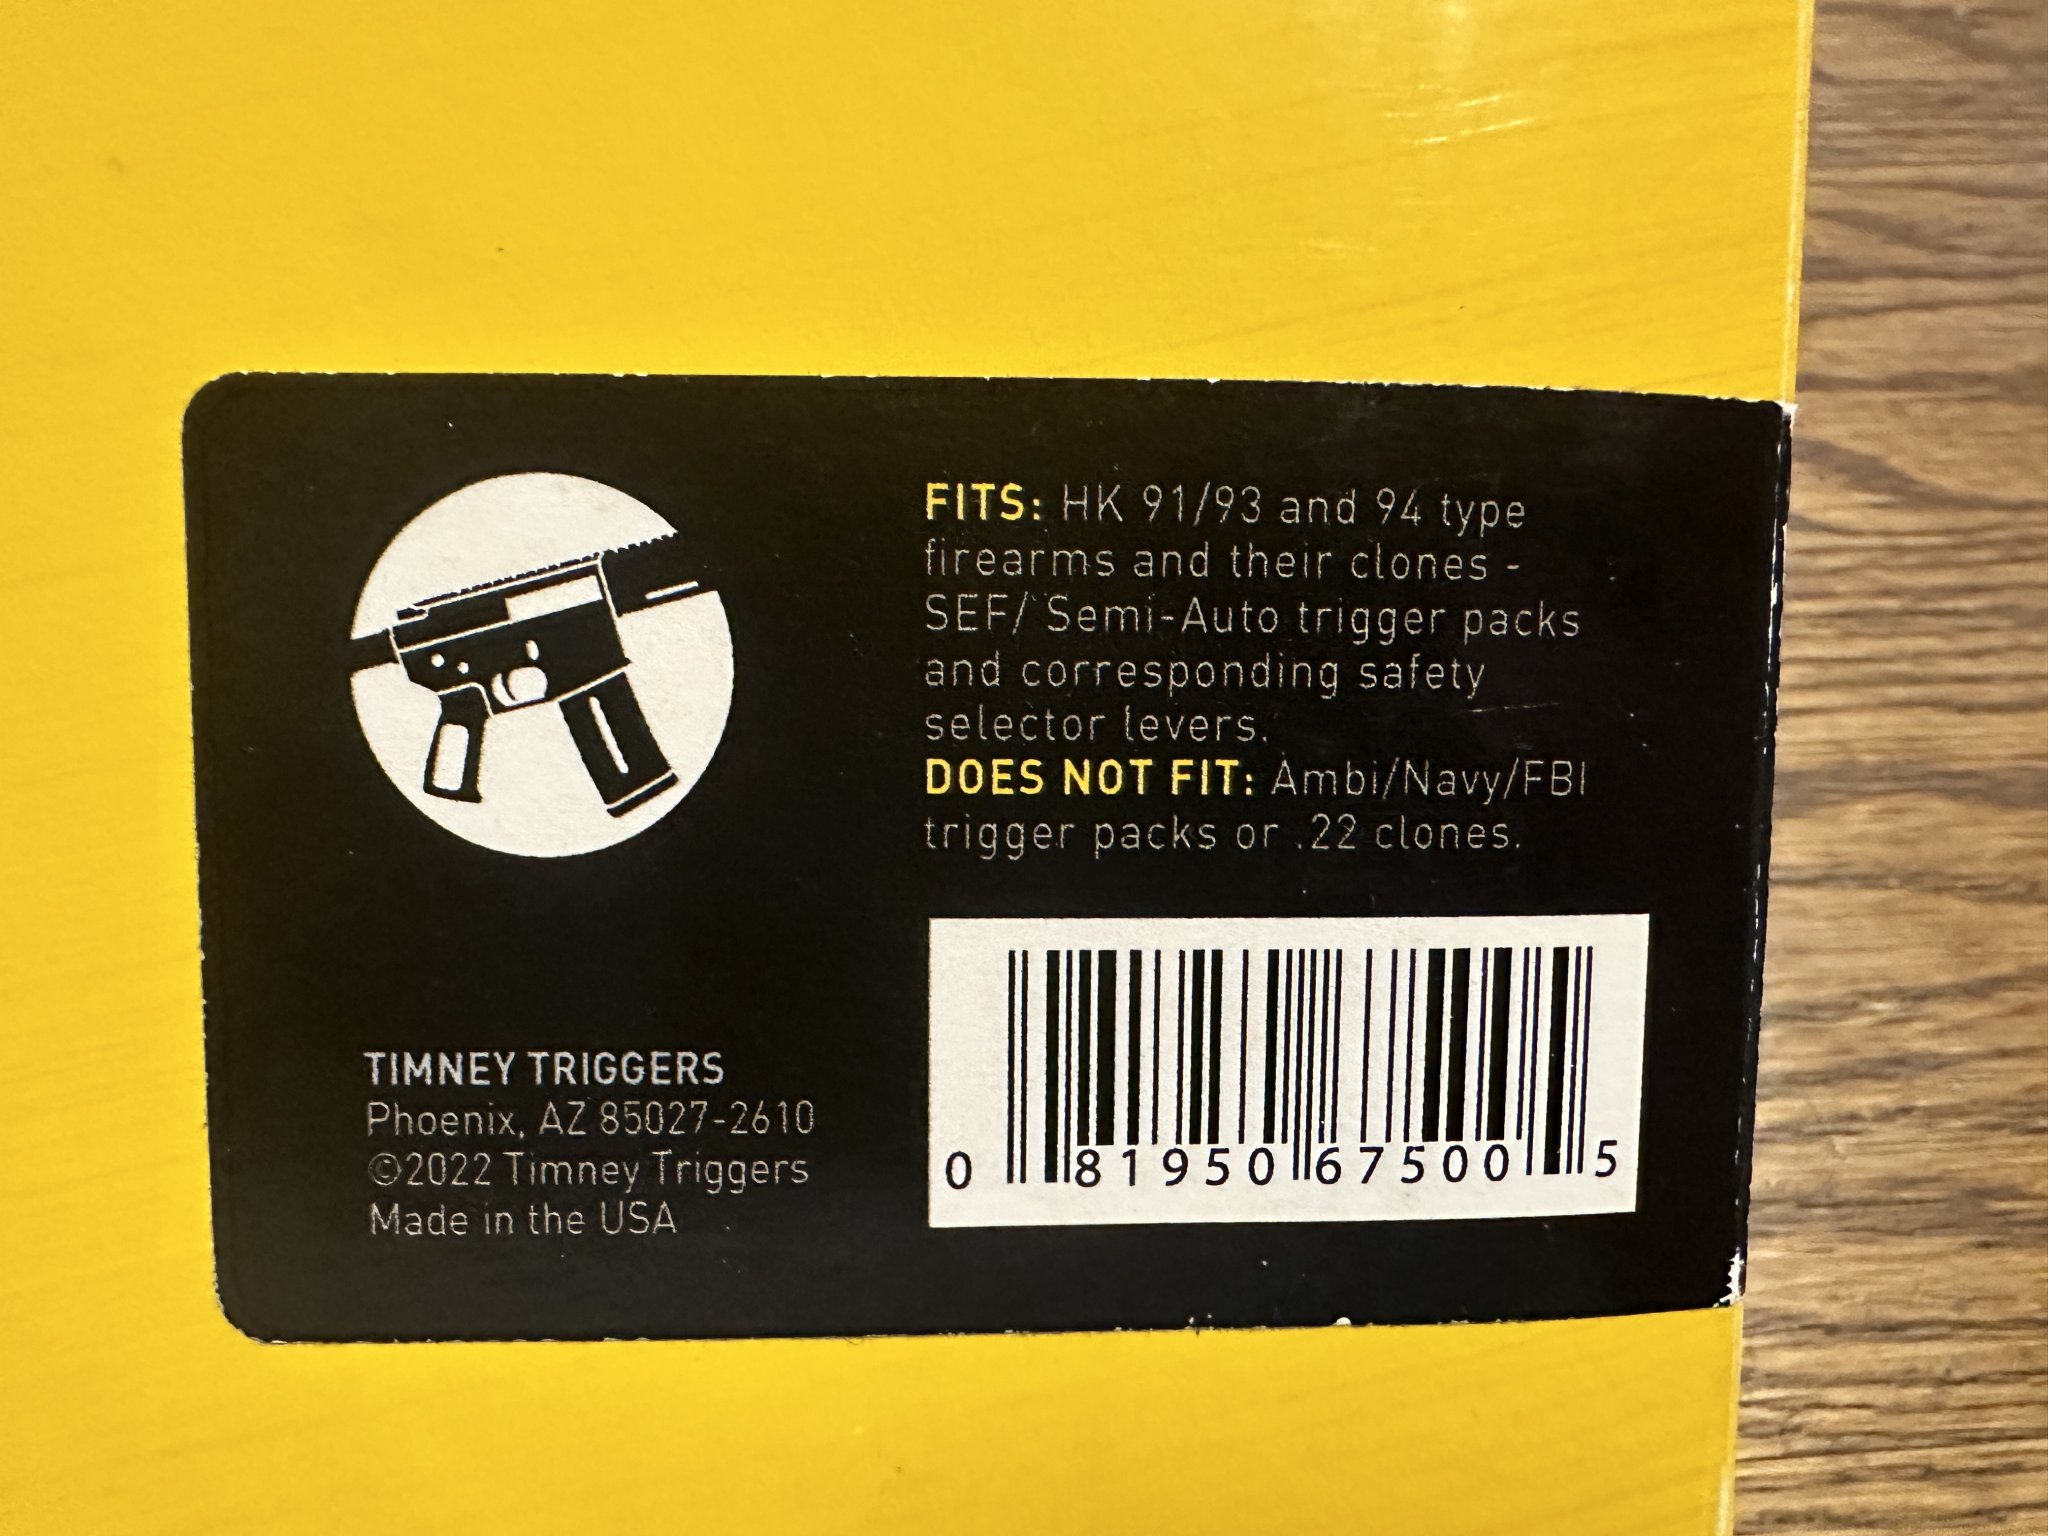 FITS: HK 91/93 and 94 type
firearms and their clones -
SEF/ Semi-Auto trigger packs
and corresponding safety
selector levers.
DOES NOT FIT: Ambi/Navy/FBI
trigger packs or .22 clones.
TIMNEY TRIGGERS
Phoenix, AZ 85027-2610
©2022 Timney Triggers
Made in the USA
0 81950 67500 5